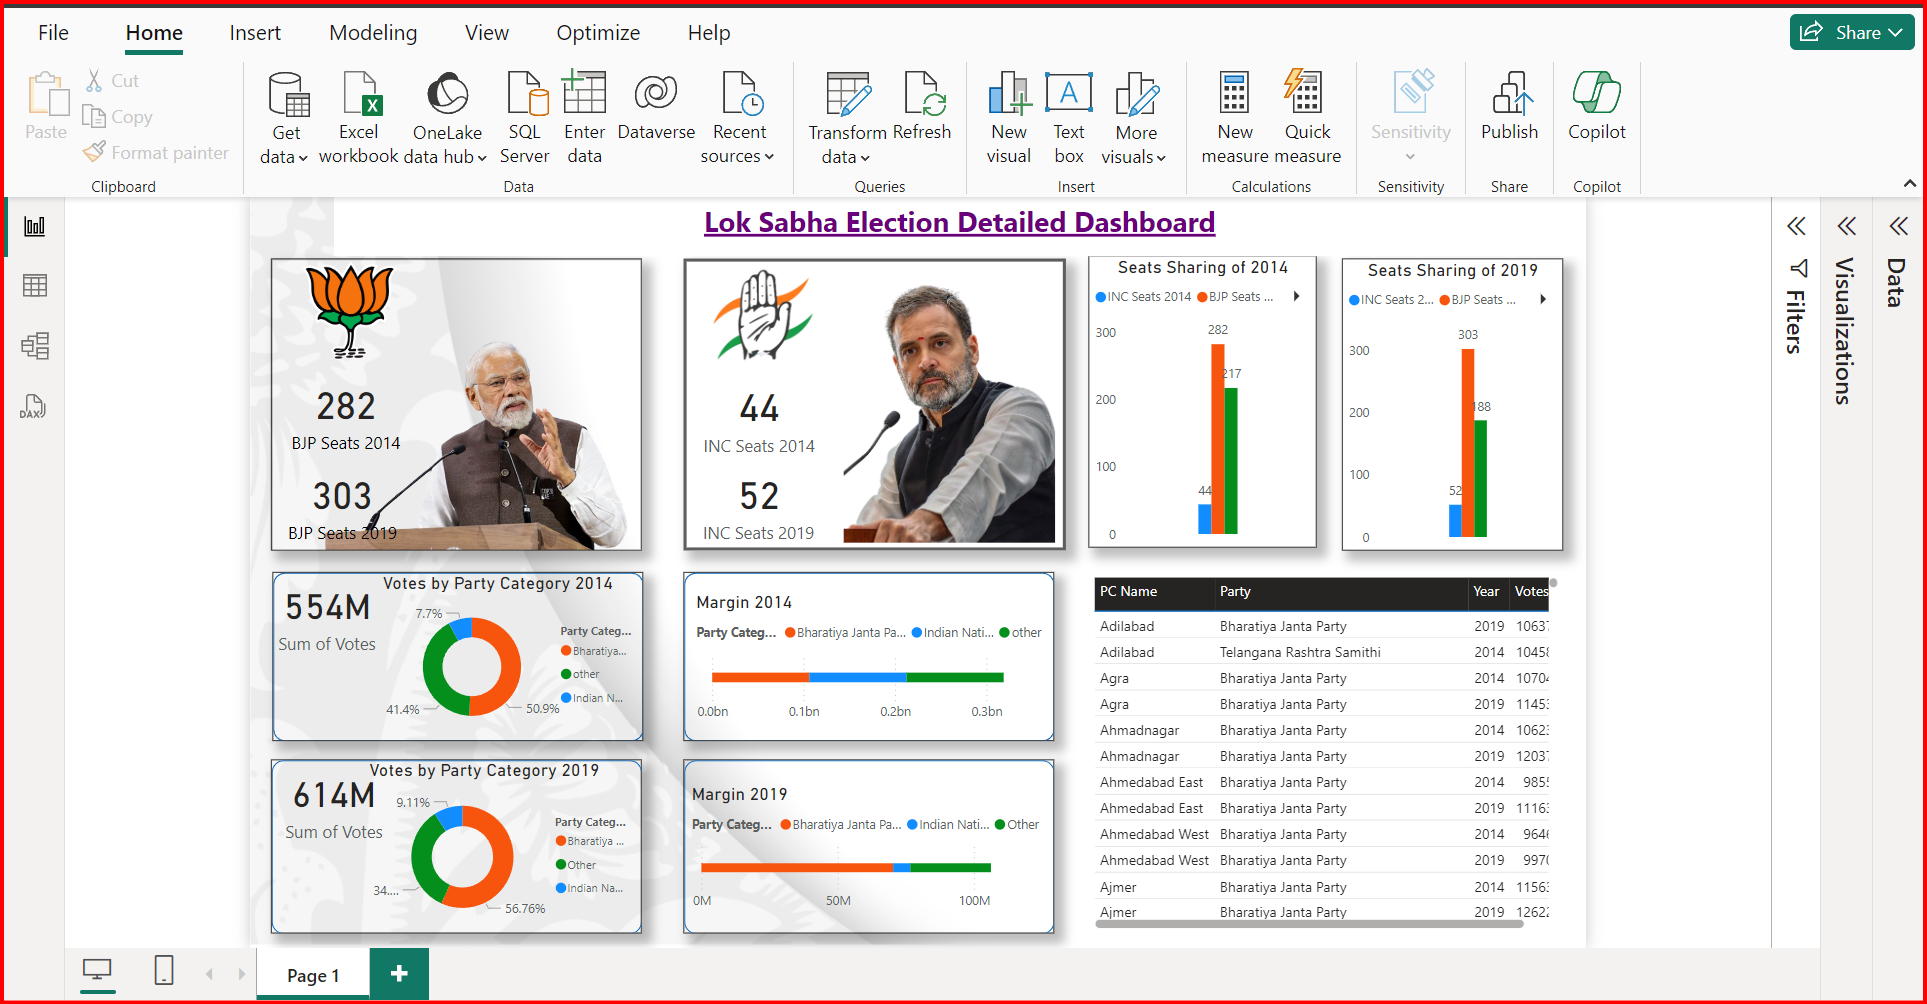 File Home Insert Modeling View Optimize Help Share
Paste
Cut
Copy
Format painter
Clipboard
Get data
Excel workbook
OneLake data hub
SQL Server
Enter data
Dataverse
Recent sources
Data
Transform data
Refresh
Queries
New visual
Text box
More visuals
Insert
New measure
Quick measure
Calculations
Sensitivity
Sensitivity
Publish
Share
Copilot
Copilot
DAX
Lok Sabha Election Detailed Dashboard
282
BJP Seats 2014
303
BJP Seats 2019
44
INC Seats 2014
52
INC Seats 2019
Seats Sharing of 2014
INC Seats 2014 BJP Seats ...
300
200
100
0
44
282
217
Seats Sharing of 2019
INC Seats 2... BJP Seats ...
300
200
100
0
52
303
188
Votes by Party Category 2014
554M
Sum of Votes
7.7%
41.4%
50.9%
Party Categ...
Bharatiya...
other
Indian N...
Margin 2014
Party Categ... Bharatiya Janta Pa... Indian Nati... other
0.0bn 0.1bn 0.2bn 0.3bn
Votes by Party Category 2019
614M
Sum of Votes
9.11%
34....
56.76%
Party Categ...
Bharatiya ...
Other
Indian Na...
Margin 2019
Party Categ... Bharatiya Janta Pa... Indian Nati... Other
0M 50M 100M
PC Name Party Year Votes
Adilabad Bharatiya Janta Party 2019 10637
Adilabad Telangana Rashtra Samithi 2014 10458
Agra Bharatiya Janta Party 2014 10704
Agra Bharatiya Janta Party 2019 11453
Ahmadnagar Bharatiya Janta Party 2014 10623
Ahmadnagar Bharatiya Janta Party 2019 12037
Ahmedabad East Bharatiya Janta Party 2014 9855
Ahmedabad East Bharatiya Janta Party 2019 11163
Ahmedabad West Bharatiya Janta Party 2014 9646
Ahmedabad West Bharatiya Janta Party 2019 9970
Ajmer Bharatiya Janta Party 2014 11563
Ajmer Bharatiya Janta Party 2019 12622
Filters
Visualizations
Data
Page 1